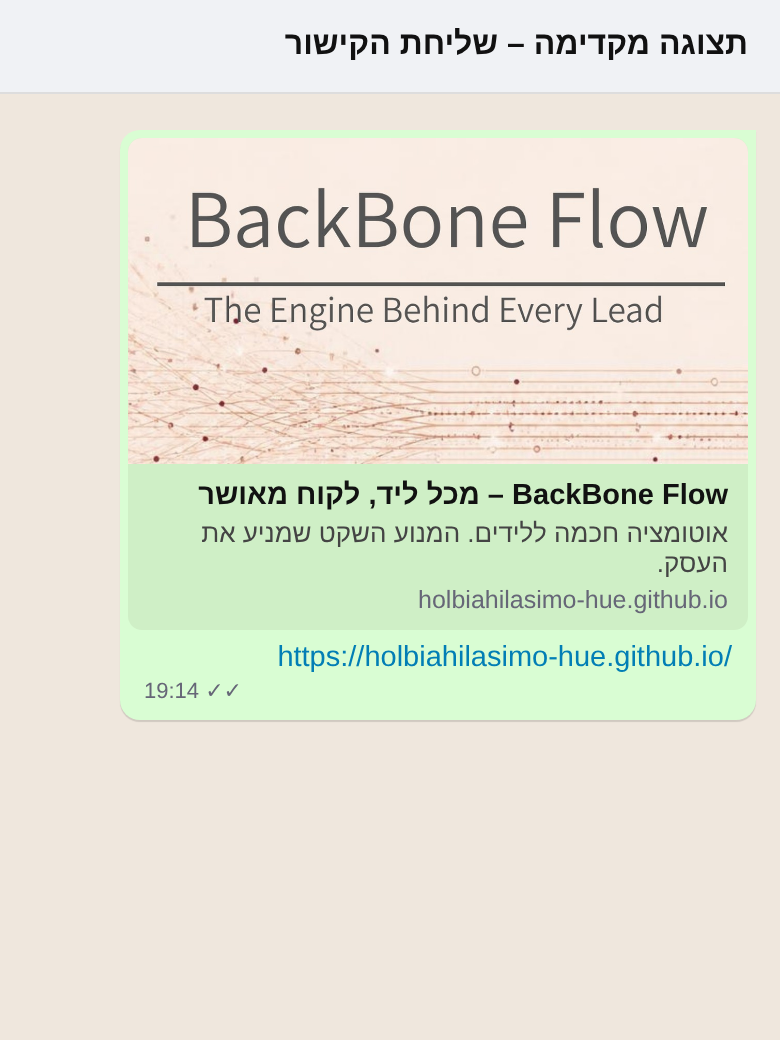 תצוגה מקדימה – שליחת הקישור
BackBone Flow
The Engine Behind Every Lead
BackBone Flow – מכל ליד, לקוח מאושר
אוטומציה חכמה ללידים. המנוע השקט שמניע את
העסק.
holbiahilasimo-hue.github.io
https://holbiahilasimo-hue.github.io/
19:14 ✓✓